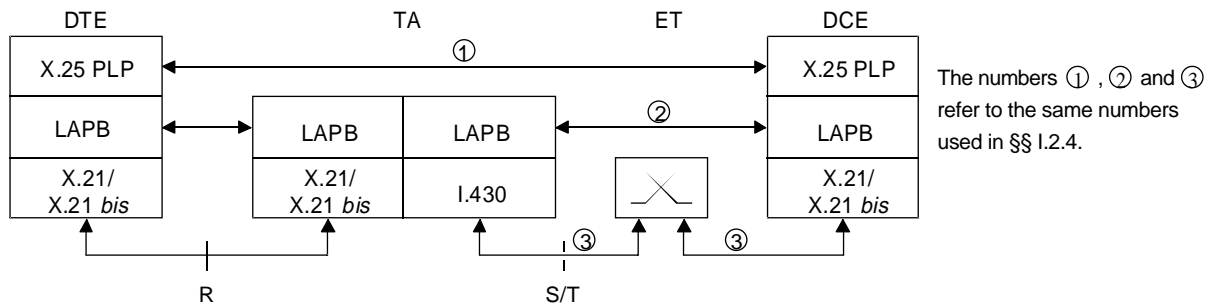 DTE TA ET DCE
X.25 PLP ① X.25 PLP
The numbers ①, ② and ③
refer to the same numbers
used in §§ I.2.4.
LAPB LAPB LAPB ② LAPB
X.21/
X.21 bis
X.21/
X.21 bis
I.430
X.21/
X.21 bis
③ ③
R S/T